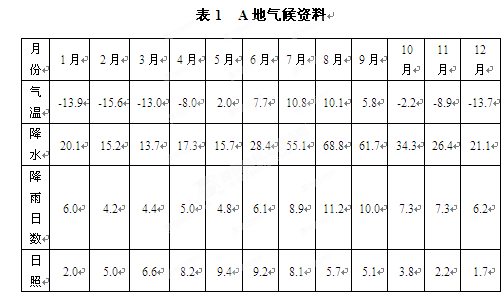 表 1 A 地气候资料
月份 1 月 2 月 3 月 4 月 5 月 6 月 7 月 8 月 9 月 10 月 11 月 12 月
气温 -13.9 -15.6 -13.0 -8.0 2.0 7.7 10.8 10.1 5.8 -2.2 -8.9 -13.7
降水 20.1 15.2 13.7 17.3 15.7 28.4 55.1 68.8 61.7 34.3 26.4 21.1
降雨日数 6.0 4.2 4.4 5.0 4.8 6.1 8.9 11.2 10.0 7.3 7.3 6.2
日照 2.0 5.0 6.6 8.2 9.4 9.2 8.1 5.7 5.1 3.8 2.2 1.7